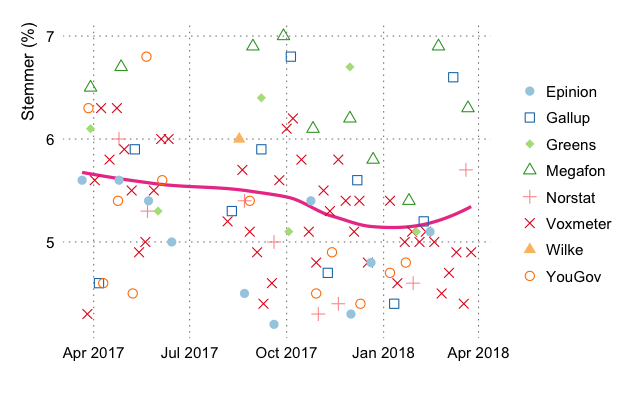 Stemmer (%)
7
6
5
Apr 2017 Jul 2017 Oct 2017 Jan 2018 Apr 2018
Epinion
Gallup
Greens
Megafon
Norstat
Voxmeter
Wilke
YouGov